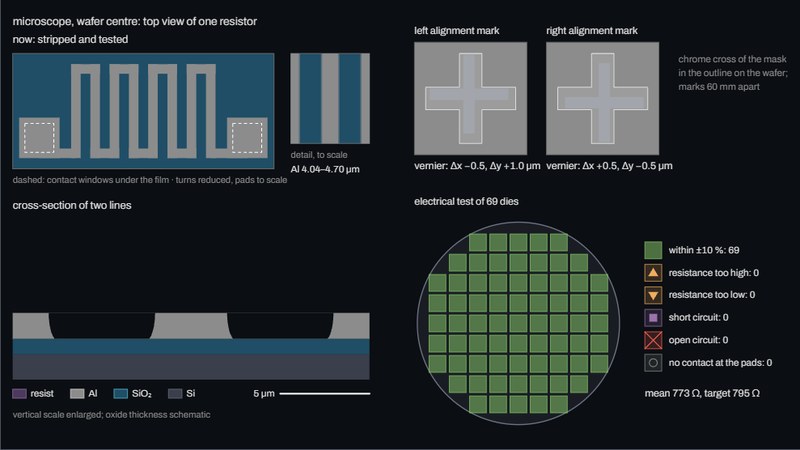 microscope, wafer centre: top view of one resistor
now: stripped and tested
detail, to scale
Al 4.04–4.70 µm
dashed: contact windows under the film · turns reduced, pads to scale
cross-section of two lines
resist
Al
SiO₂
Si
5 µm
vertical scale enlarged; oxide thickness schematic
left alignment mark
right alignment mark
chrome cross of the mask
in the outline on the wafer;
marks 60 mm apart
vernier: Δx −0.5, Δy +1.0 µm
vernier: Δx +0.5, Δy −0.5 µm
electrical test of 69 dies
within ±10 %: 69
resistance too high: 0
resistance too low: 0
short circuit: 0
open circuit: 0
no contact at the pads: 0
mean 773 Ω, target 795 Ω